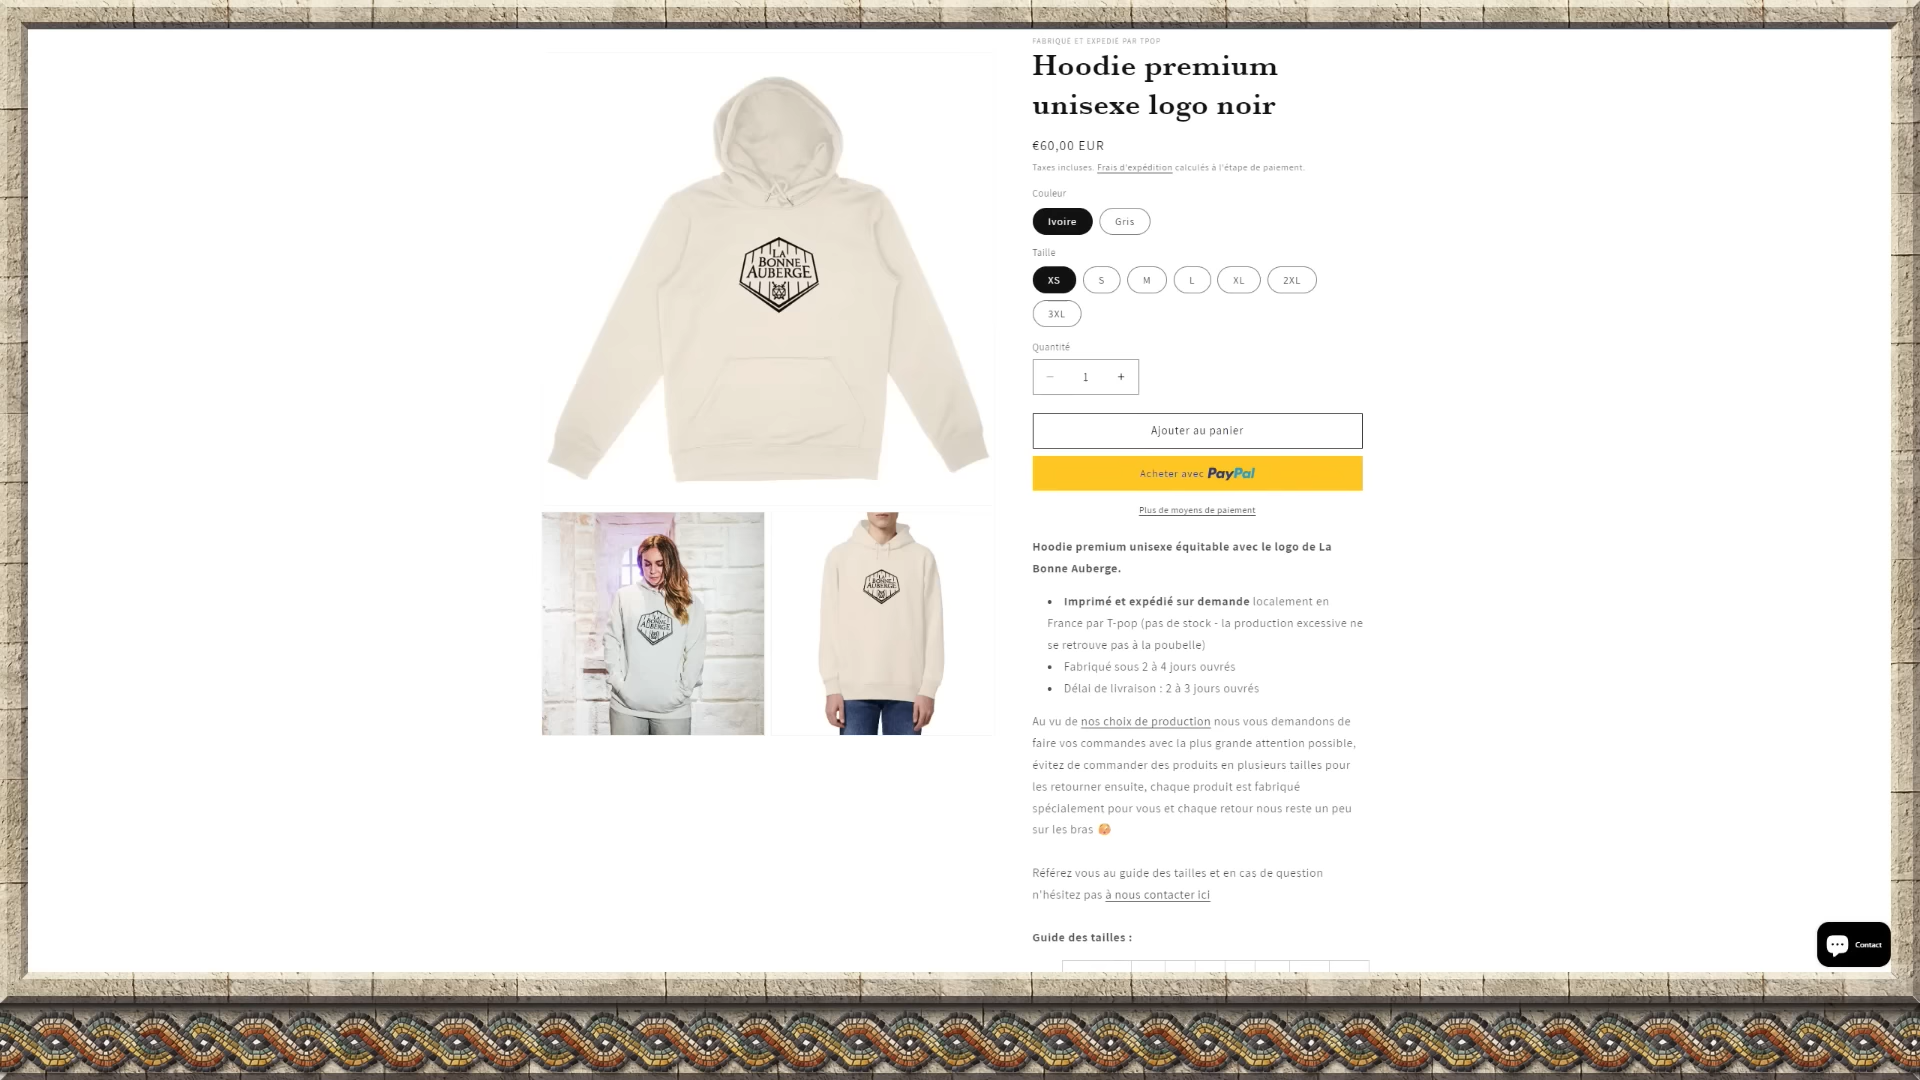 FABRIQUÉ ET EXPÉDIÉ PAR TPOP
Hoodie premium
unisexe logo noir
€60,00 EUR
Taxes incluses. Frais d'expédition calculés à l'étape de paiement.
Couleur
Ivoire Gris
Taille
XS S M L XL 2XL
3XL
Quantité
− 1 +
Ajouter au panier
Acheter avec PayPal
Plus de moyens de paiement
Hoodie premium unisexe équitable avec le logo de La
Bonne Auberge.
• Imprimé et expédié sur demande localement en
France par T-pop (pas de stock - la production excessive ne
se retrouve pas à la poubelle)
• Fabriqué sous 2 à 4 jours ouvrés
• Délai de livraison : 2 à 3 jours ouvrés
Au vu de nos choix de production nous vous demandons de
faire vos commandes avec la plus grande attention possible,
évitez de commander des produits en plusieurs tailles pour
les retourner ensuite, chaque produit est fabriqué
spécialement pour vous et chaque retour nous reste un peu
sur les bras
Référez vous au guide des tailles et en cas de question
n'hésitez pas à nous contacter ici
Guide des tailles :
LA
BONNE
AUBERGE
LA
BONNE
AUBERGE
LA
BONNE
AUBERGE
Contact